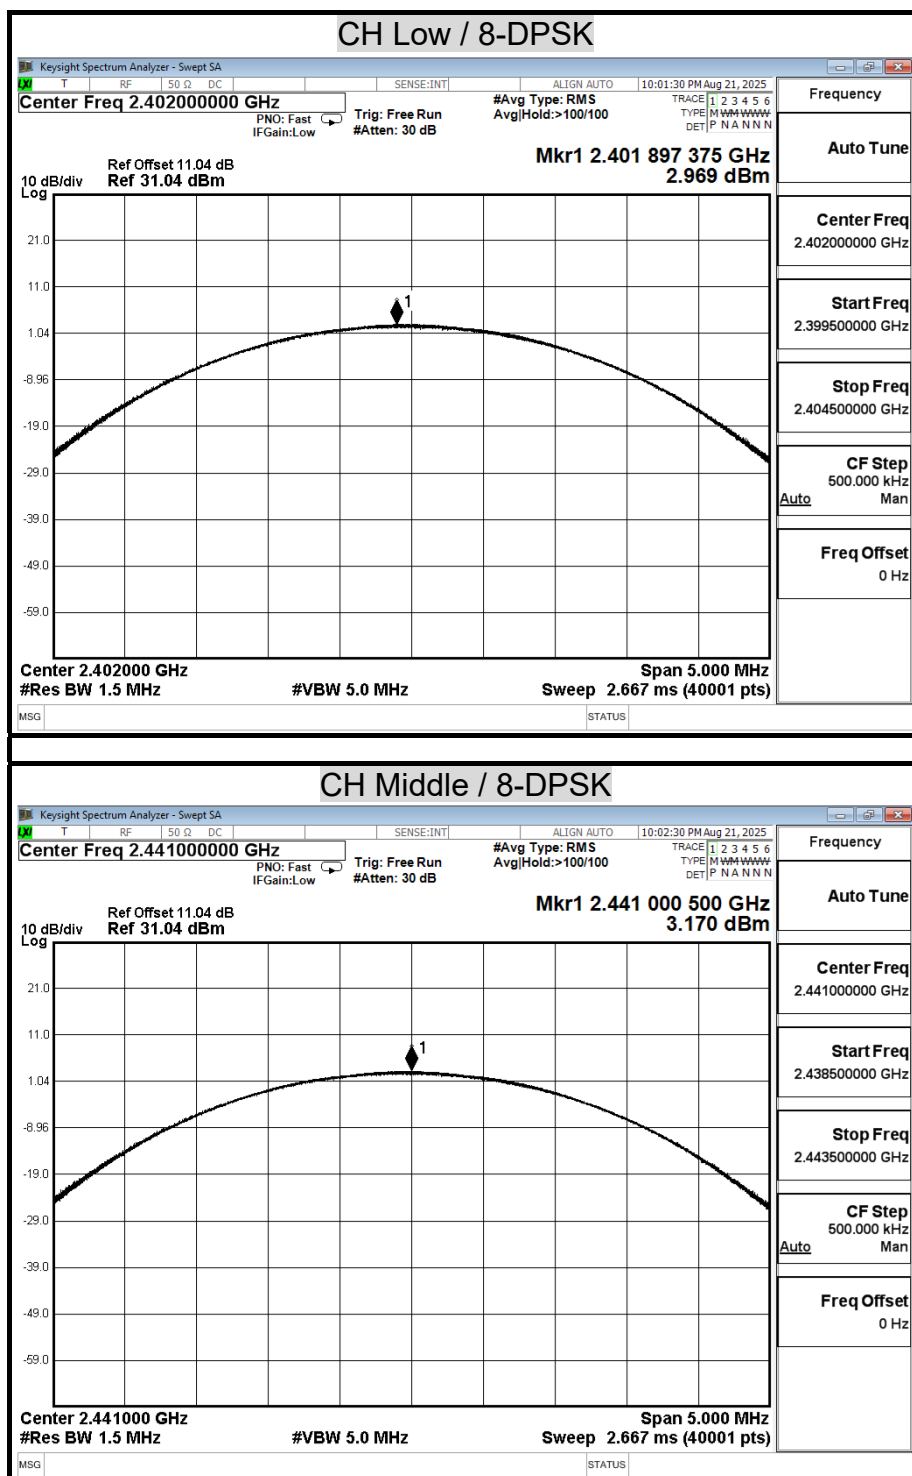 CH Low / 8-DPSK
Keysight Spectrum Analyzer - Swept SA
LXI T RF 50 Ω DC SENSE:INT ALIGN AUTO 10:01:30 PM Aug 21, 2025
Center Freq 2.402000000 GHz
PNO: Fast
IFGain:Low
Trig: Free Run
#Atten: 30 dB
#Avg Type: RMS
Avg|Hold:>100/100
TRACE 1 2 3 4 5 6
TYPE M WM WWWW
DET P N A N N N
Mkr1 2.401 897 375 GHz
2.969 dBm
Ref Offset 11.04 dB
10 dB/div Ref 31.04 dBm
Log
21.0
11.0
1.04
-8.96
-19.0
-29.0
-39.0
-49.0
-59.0
1
Center 2.402000 GHz Span 5.000 MHz
#Res BW 1.5 MHz #VBW 5.0 MHz Sweep 2.667 ms (40001 pts)
MSG STATUS
Frequency
Auto Tune
Center Freq
2.402000000 GHz
Start Freq
2.399500000 GHz
Stop Freq
2.404500000 GHz
CF Step
500.000 kHz
Auto Man
Freq Offset
0 Hz
CH Middle / 8-DPSK
Keysight Spectrum Analyzer - Swept SA
LXI T RF 50 Ω DC SENSE:INT ALIGN AUTO 10:02:30 PM Aug 21, 2025
Center Freq 2.441000000 GHz
PNO: Fast
IFGain:Low
Trig: Free Run
#Atten: 30 dB
#Avg Type: RMS
Avg|Hold:>100/100
TRACE 1 2 3 4 5 6
TYPE M WM WWWW
DET P N A N N N
Mkr1 2.441 000 500 GHz
3.170 dBm
Ref Offset 11.04 dB
10 dB/div Ref 31.04 dBm
Log
21.0
11.0
1.04
-8.96
-19.0
-29.0
-39.0
-49.0
-59.0
1
Center 2.441000 GHz Span 5.000 MHz
#Res BW 1.5 MHz #VBW 5.0 MHz Sweep 2.667 ms (40001 pts)
MSG STATUS
Frequency
Auto Tune
Center Freq
2.441000000 GHz
Start Freq
2.438500000 GHz
Stop Freq
2.443500000 GHz
CF Step
500.000 kHz
Auto Man
Freq Offset
0 Hz